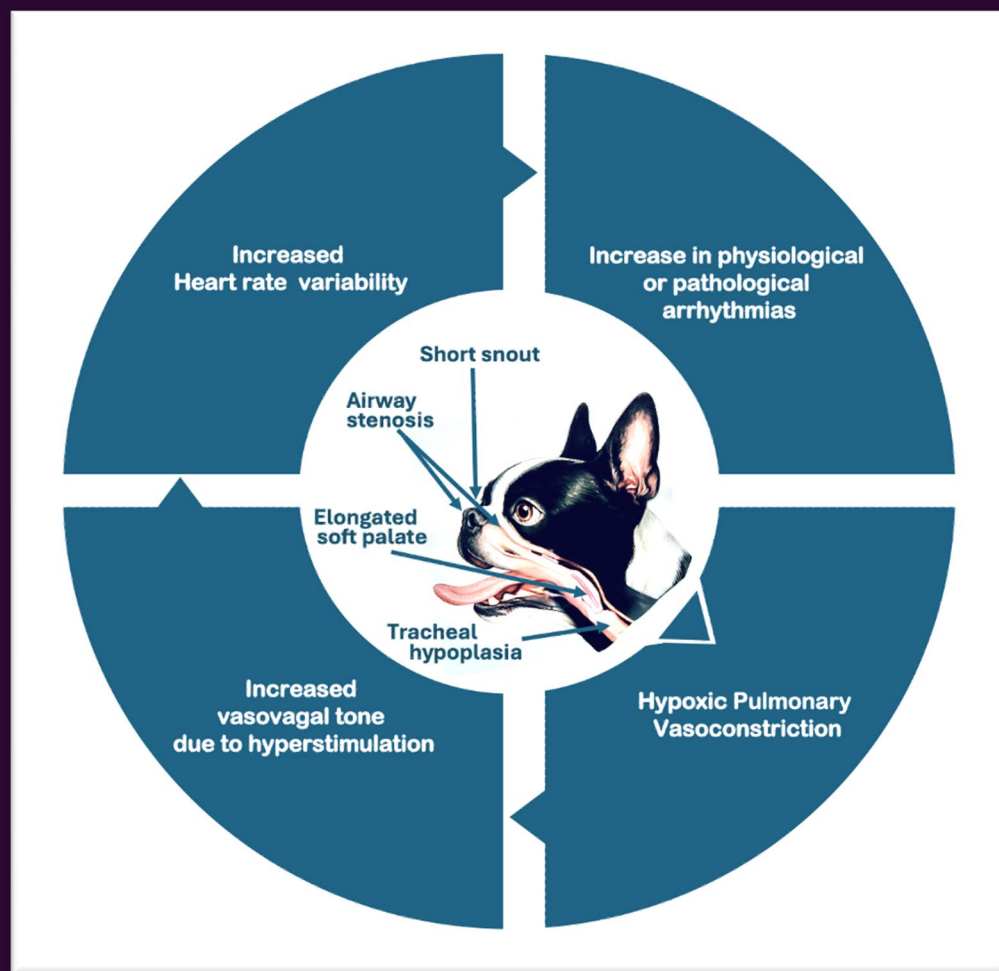 Increased
Heart rate variability
Increase in physiological
or pathological
arrhythmias
Short snout
Airway
stenosis
Elongated
soft palate
Tracheal
hypoplasia
Increased
vasovagal tone
due to hyperstimulation
Hypoxic Pulmonary
Vasoconstriction